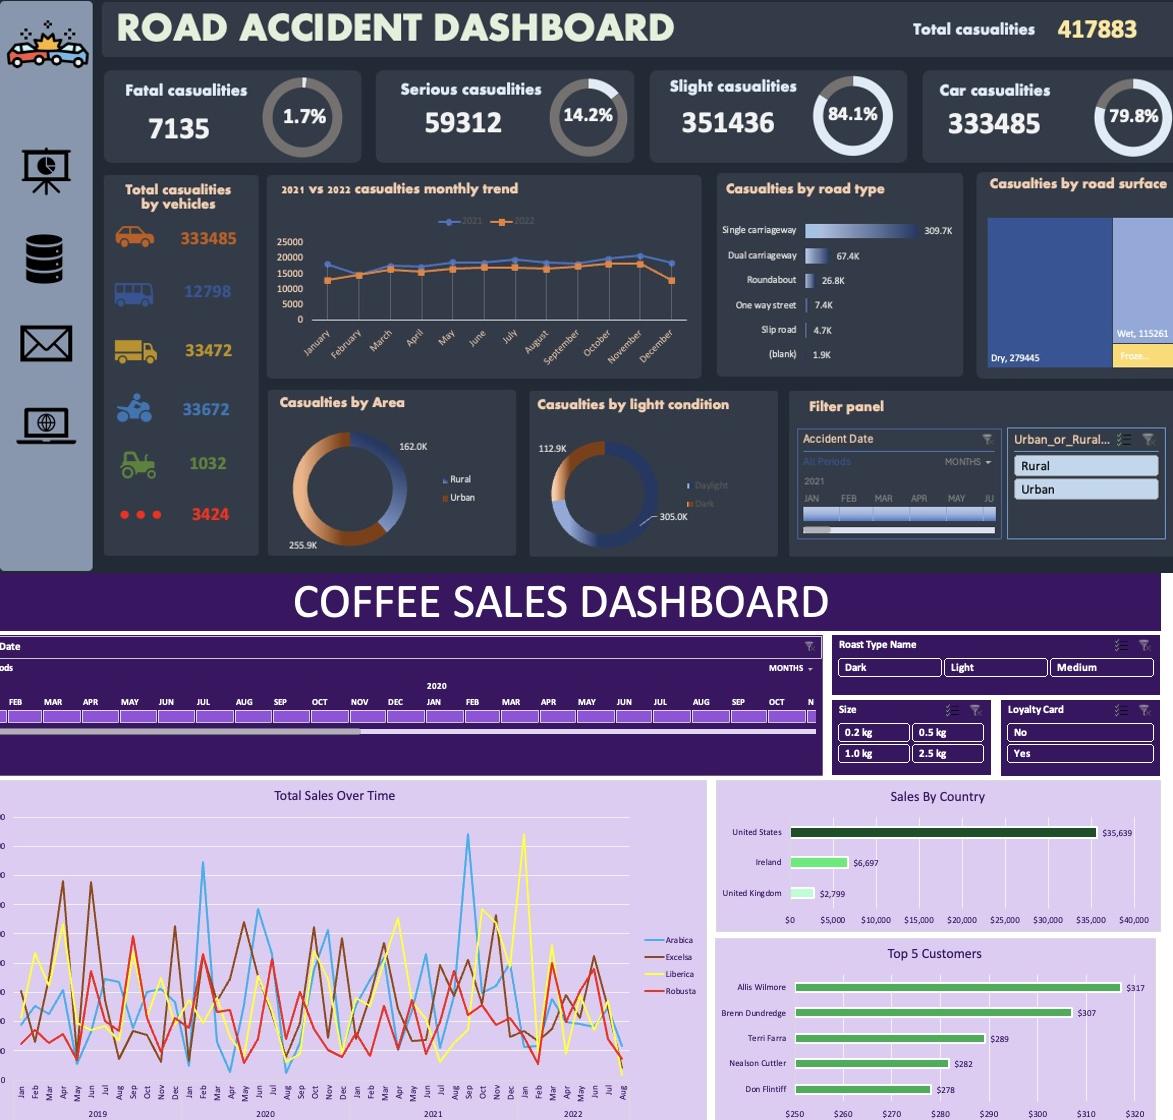 ROAD ACCIDENT DASHBOARD
Total casualities 417883
Fatal casualities
7135
1.7%
Serious casualities
59312
14.2%
Slight casualities
351436
84.1%
Car casualities
333485
79.8%
Total casualities
by vehicles
333485
12798
33472
33672
1032
3424
2021 vs 2022 casualties monthly trend
2021 2022
25000
20000
15000
10000
5000
0
January February March April May June July August September October November December
Casualties by road type
Single carriageway 309.7K
Dual carriageway 67.4K
Roundabout 26.8K
One way street 7.4K
Slip road 4.7K
(blank) 1.9K
Casualties by road surface
Dry, 279445
Wet, 115261
Froze...
Casualties by Area
162.0K
255.9K
Rural
Urban
Casualties by lightt condition
112.9K
305.0K
Daylight
Dark
Filter panel
Accident Date
All Periods MONTHS
2021
JAN FEB MAR APR MAY JU
Urban_or_Rural...
Rural
Urban
COFFEE SALES DASHBOARD
Date
ods MONTHS
2020
FEB MAR APR MAY JUN JUL AUG SEP OCT NOV DEC JAN FEB MAR APR MAY JUN JUL AUG SEP OCT N
Roast Type Name
Dark Light Medium
Size
0.2 kg 0.5 kg
1.0 kg 2.5 kg
Loyalty Card
No
Yes
Total Sales Over Time
Arabica
Excelsa
Liberica
Robusta
Jan Feb Mar Apr May Jun Jul Aug Sep Oct Nov Dec Jan Feb Mar Apr May Jun Jul Aug Sep Oct Nov Dec Jan Feb Mar Apr May Jun Jul Aug Sep Oct Nov Dec Jan Feb Mar Apr May Jun Jul Aug
2019 2020 2021 2022
Sales By Country
United States $35,639
Ireland $6,697
United Kingdom $2,799
$0 $5,000 $10,000 $15,000 $20,000 $25,000 $30,000 $35,000 $40,000
Top 5 Customers
Allis Wilmore $317
Brenn Dundredge $307
Terri Farra $289
Nealson Cuttler $282
Don Flintiff $278
$250 $260 $270 $280 $290 $300 $310 $320